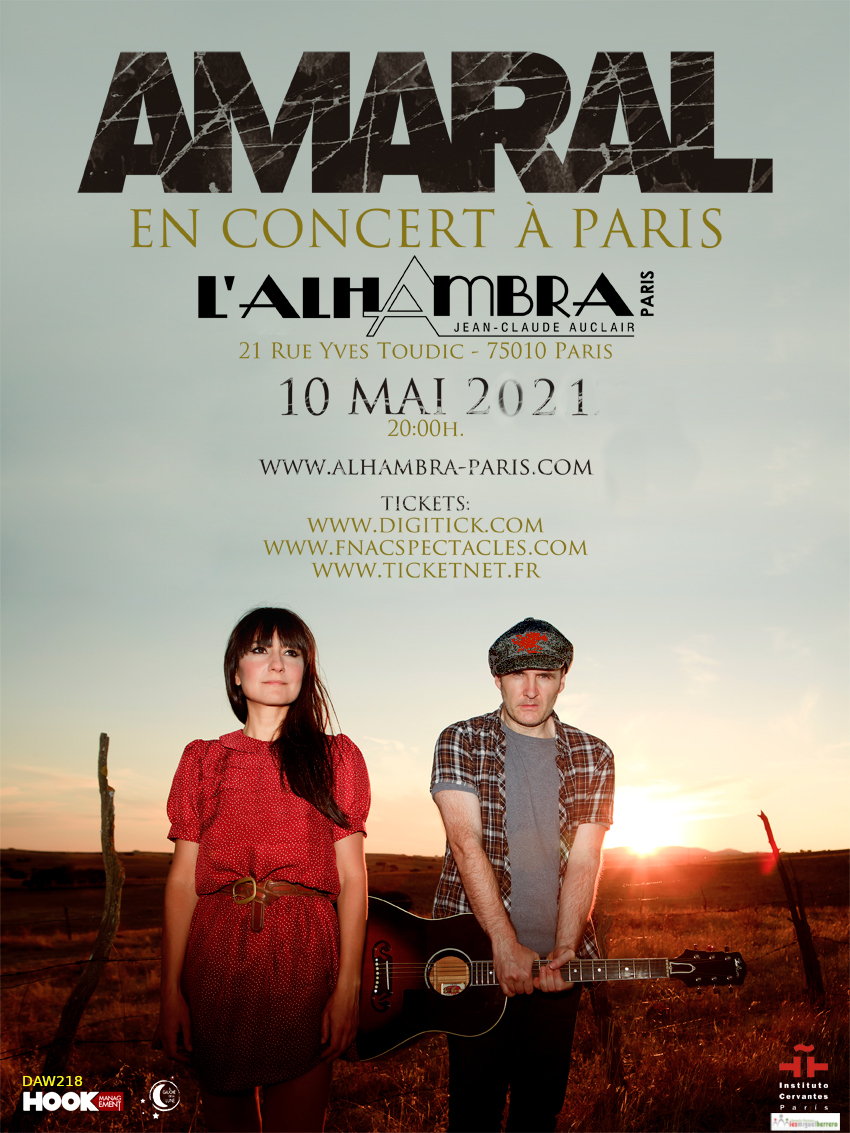 AMARAL
EN CONCERT À PARIS
L'ALHAMBRA PARIS
JEAN-CLAUDE AUCLAIR
21 Rue Yves Toudic - 75010 Paris
10 MAI 2021
20:00H.
WWW.ALHAMBRA-PARIS.COM
TICKETS:
WWW.DIGITICK.COM
WWW.FNACSPECTACLES.COM
WWW.TICKETNET.FR
DAW218
HOOK MANAGEMENT
Instituto
Cervantes
París